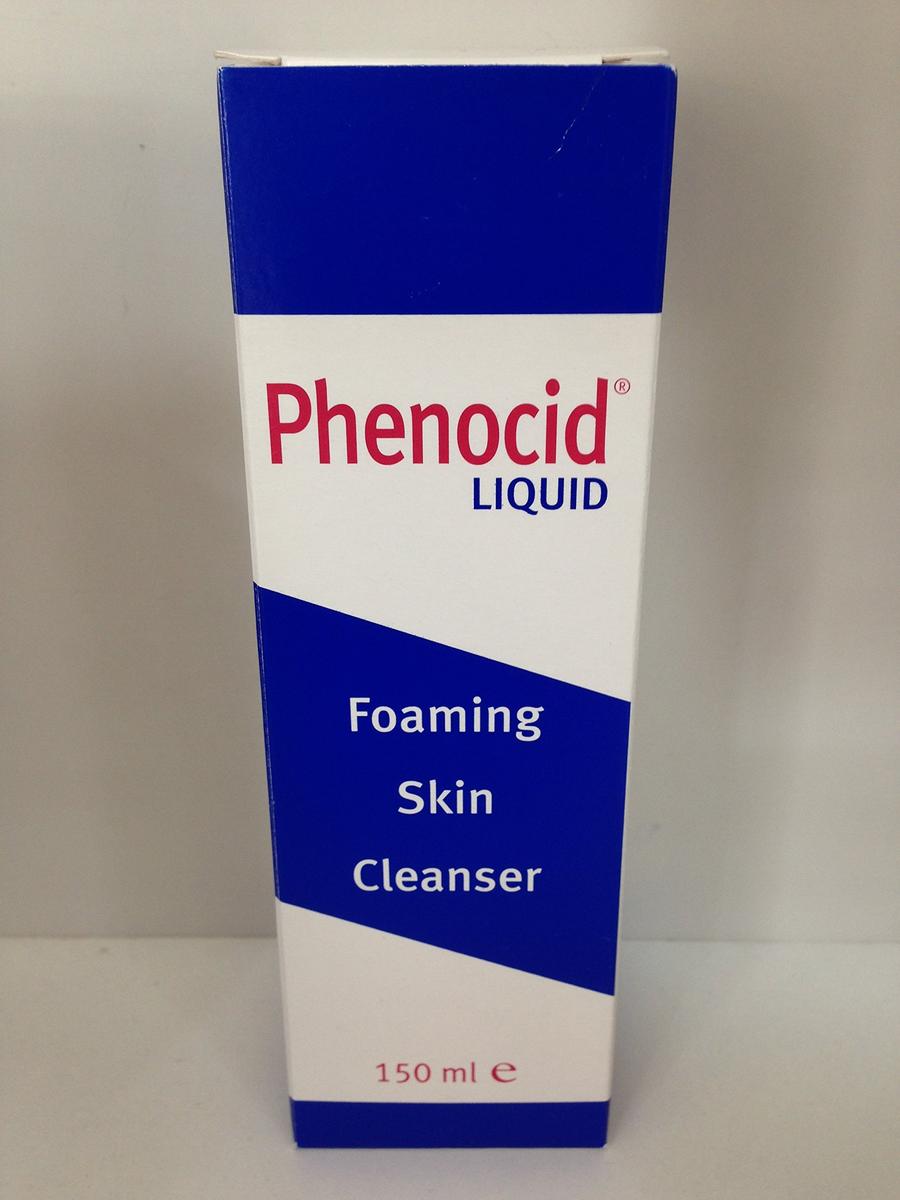 Phenocid®
LIQUID
Foaming
Skin
Cleanser
150 ml ℮